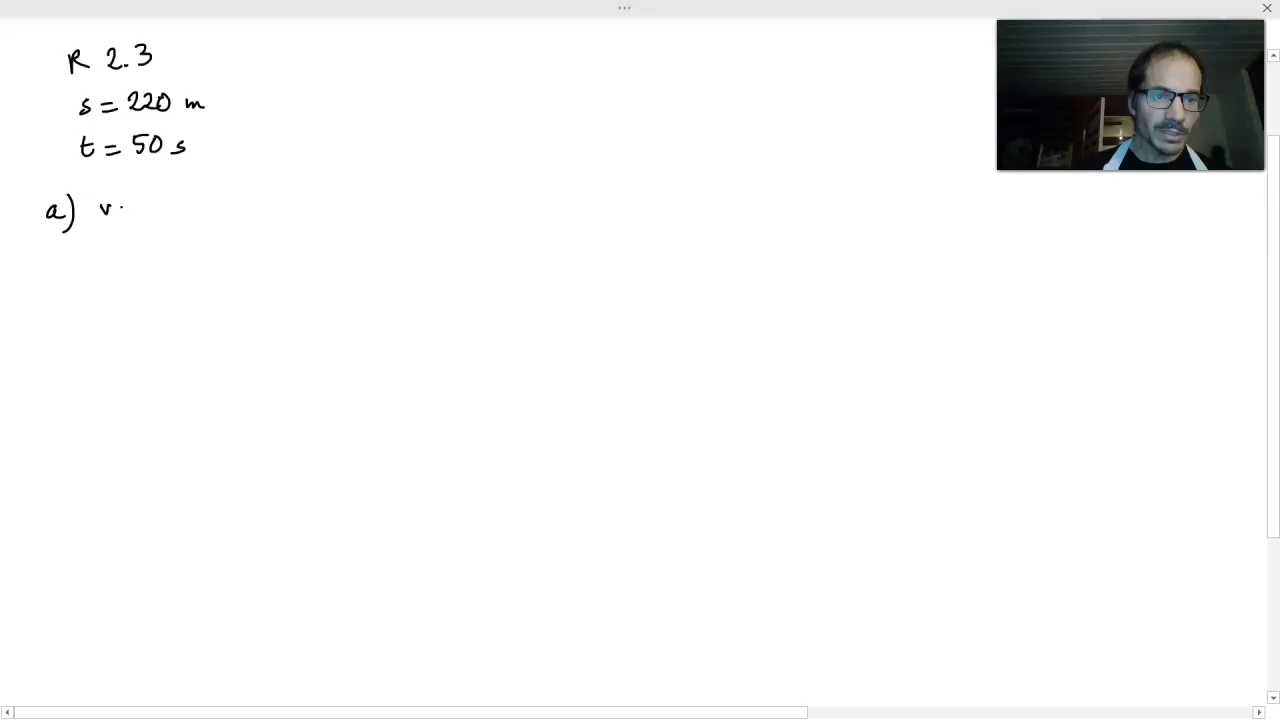 R 2.3
s = 220 m
t = 50 s
a) v